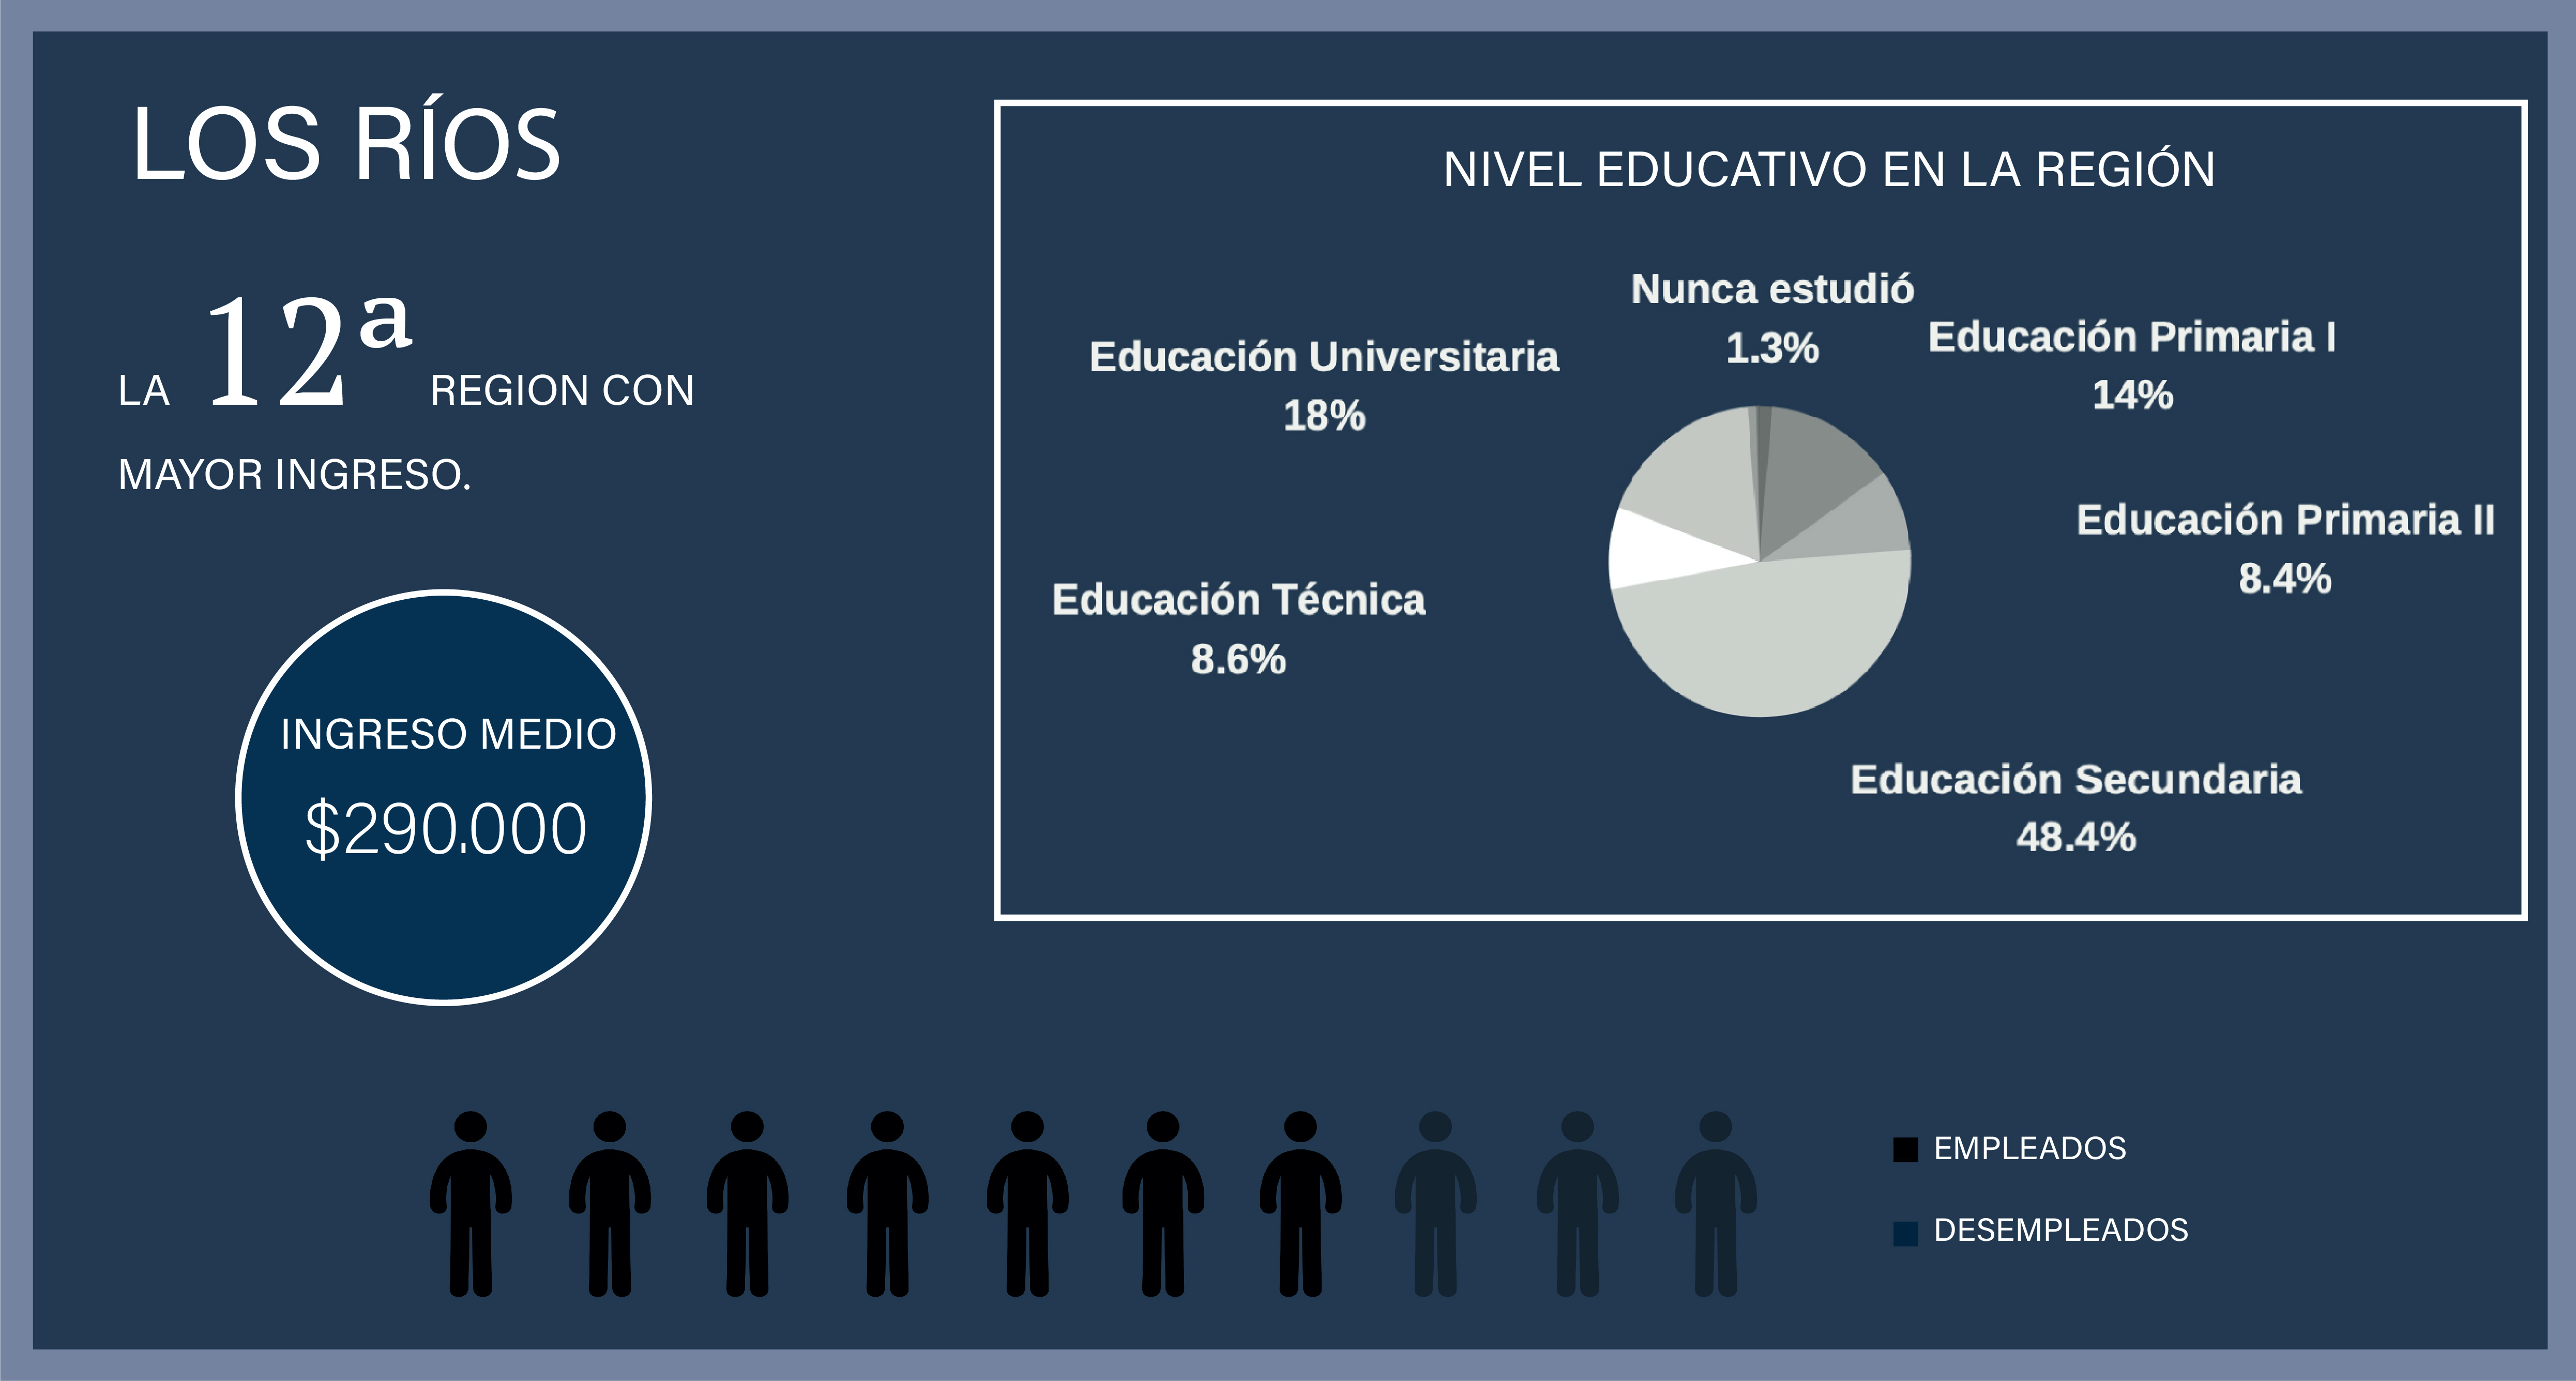 LOS RÍOS
LA 12ª REGION CON
MAYOR INGRESO.
INGRESO MEDIO
$290.000
NIVEL EDUCATIVO EN LA REGIÓN
Nunca estudió
1.3%
Educación Primaria I
14%
Educación Universitaria
18%
Educación Primaria II
8.4%
Educación Técnica
8.6%
Educación Secundaria
48.4%
EMPLEADOS
DESEMPLEADOS